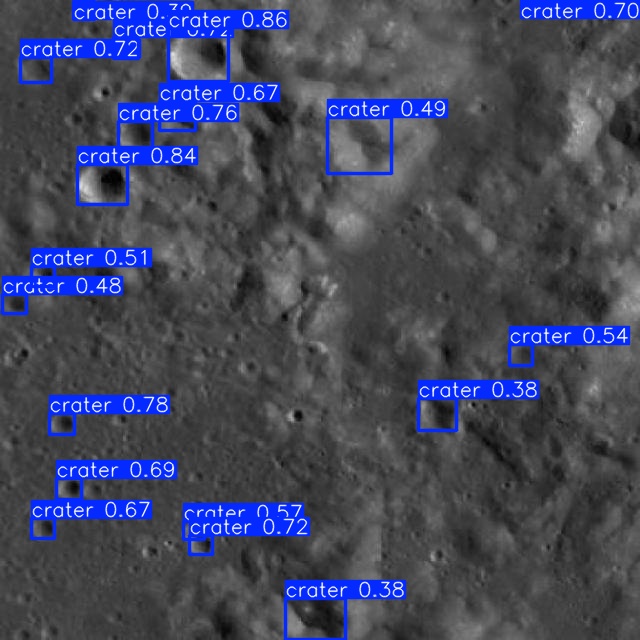 crater 0.86
crater 0.70
crater 0.72
crater 0.67
crater 0.76
crater 0.49
crater 0.84
crater 0.51
crater 0.48
crater 0.54
crater 0.38
crater 0.78
crater 0.69
crater 0.67
crater 0.57
crater 0.72
crater 0.38